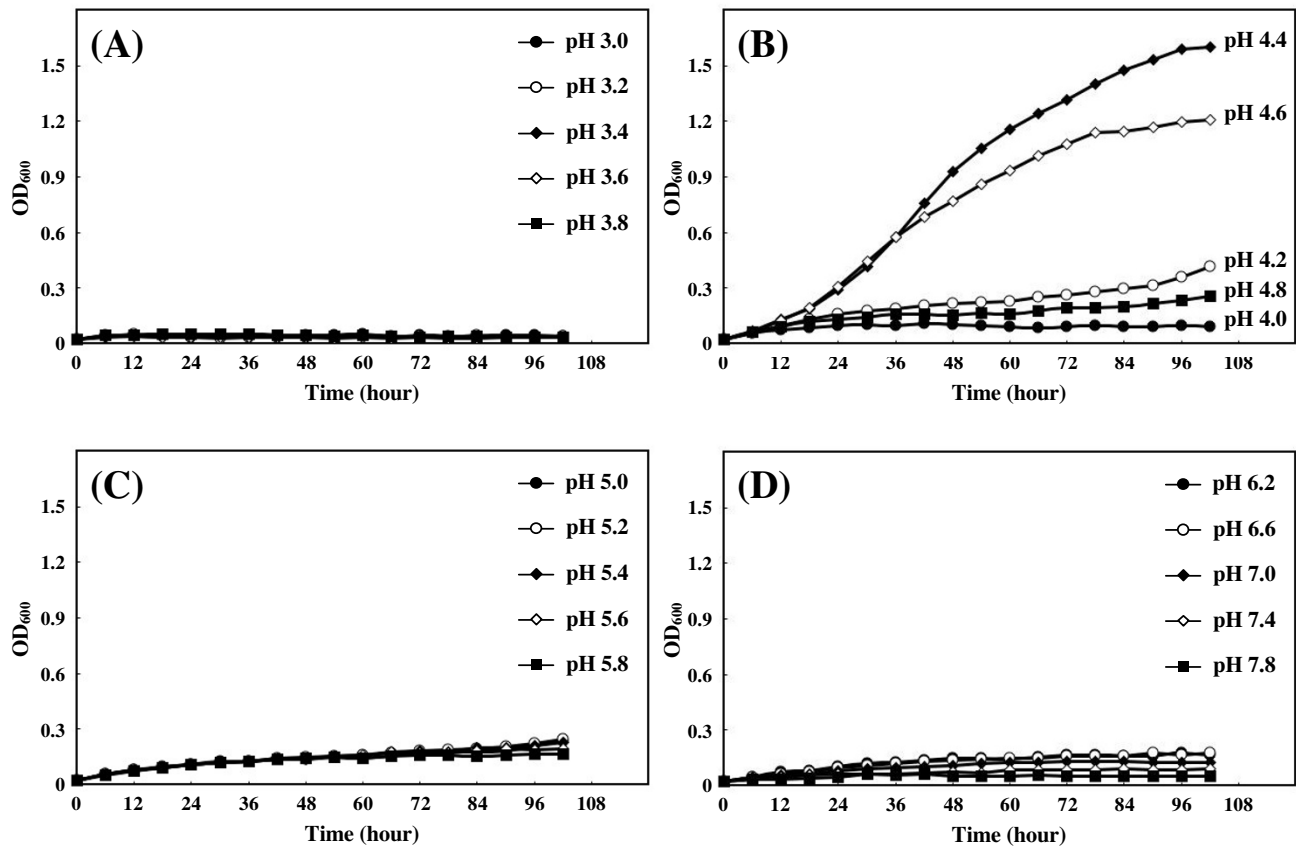 (A)
pH 3.0
pH 3.2
pH 3.4
pH 3.6
pH 3.8
1.5
1.2
0.9
0.6
0.3
0
OD600
0 12 24 36 48 60 72 84 96 108
Time (hour)
(B)
pH 4.4
pH 4.6
pH 4.2
pH 4.8
pH 4.0
1.5
1.2
0.9
0.6
0.3
0
OD600
0 12 24 36 48 60 72 84 96 108
Time (hour)
(C)
pH 5.0
pH 5.2
pH 5.4
pH 5.6
pH 5.8
1.5
1.2
0.9
0.6
0.3
0
OD600
0 12 24 36 48 60 72 84 96 108
Time (hour)
(D)
pH 6.2
pH 6.6
pH 7.0
pH 7.4
pH 7.8
1.5
1.2
0.9
0.6
0.3
0
OD600
0 12 24 36 48 60 72 84 96 108
Time (hour)